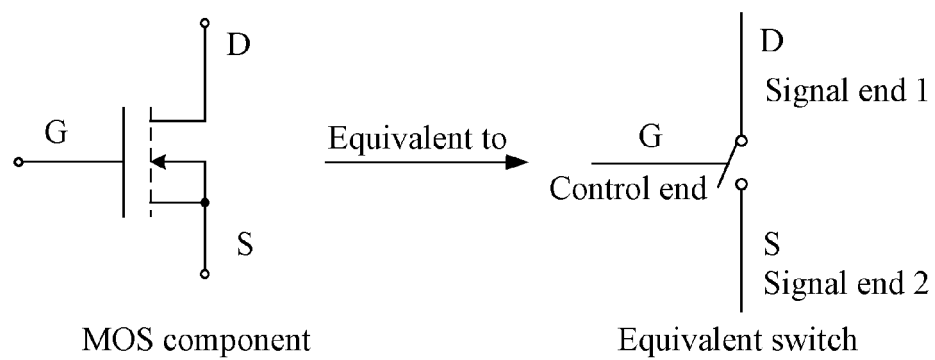 D
G
S
MOS component
Equivalent to
D
Signal end 1
G
Control end
S
Signal end 2
Equivalent switch